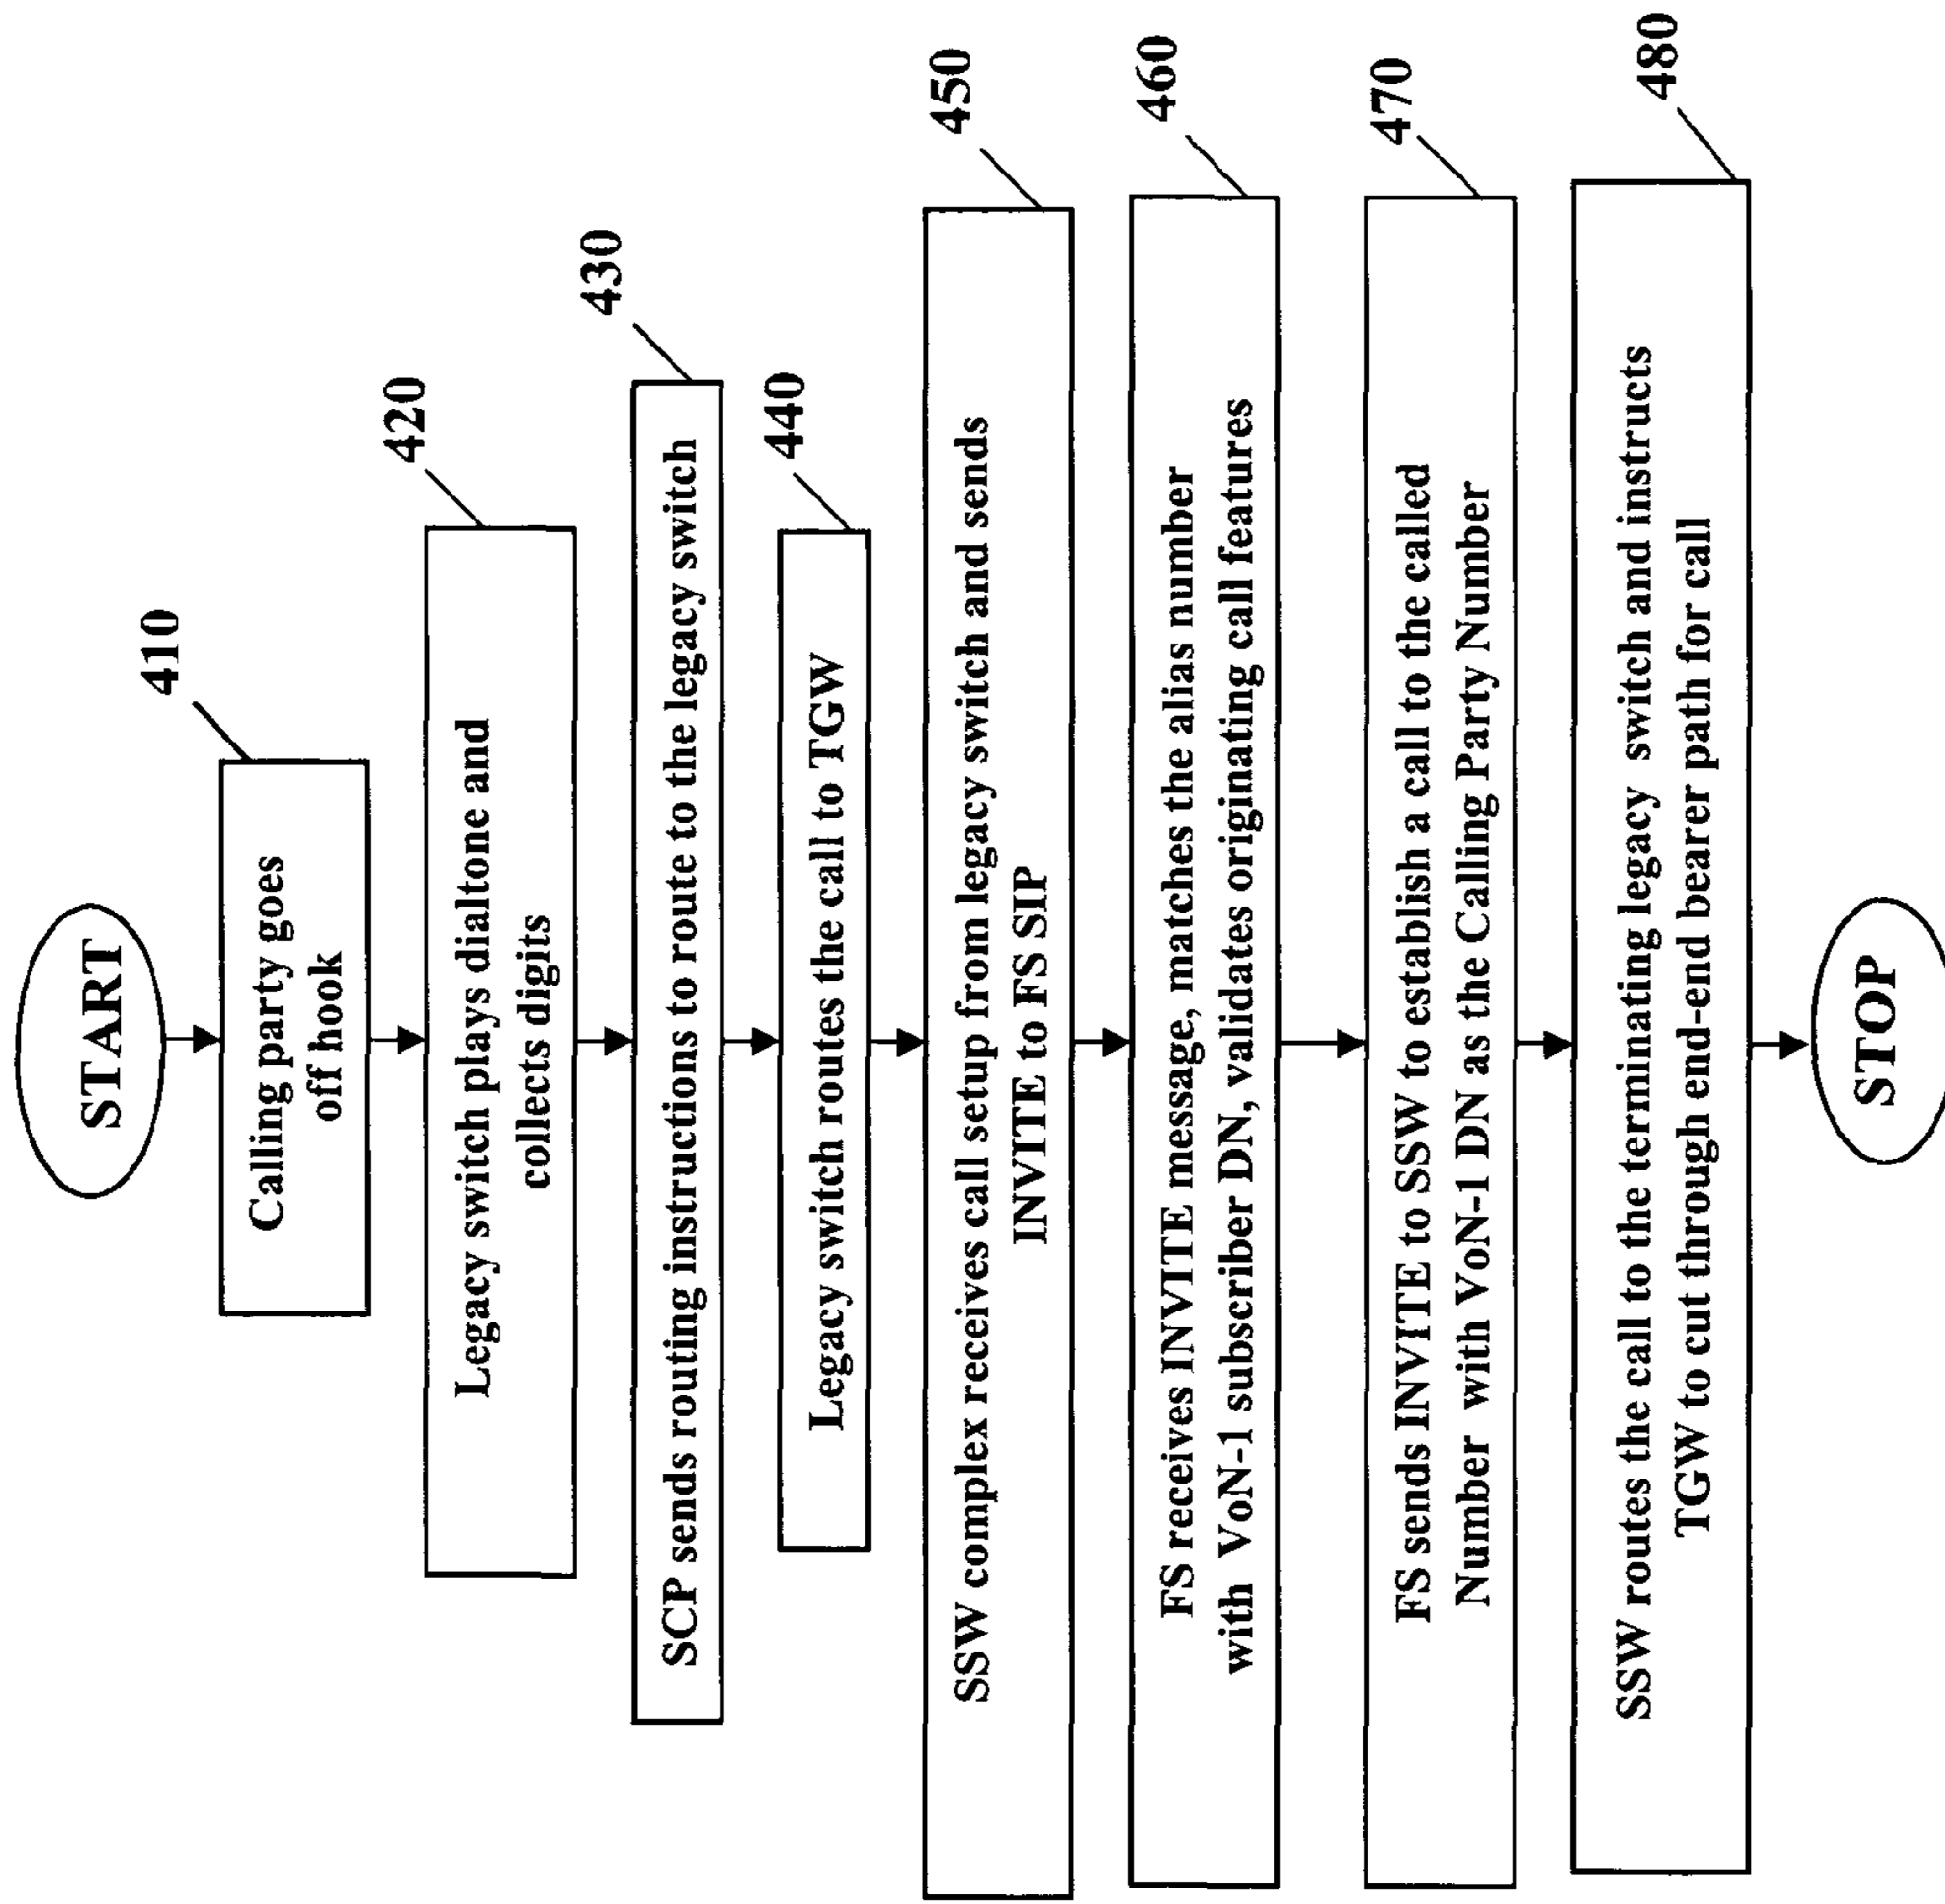 START
410
Calling party goes
off hook
420
Legacy switch plays dialtone and
collects digits
430
SCP sends routing instructions to route to the legacy switch
440
Legacy switch routes the call to TGW
450
SSW complex receives call setup from legacy switch and sends
INVITE to FS SIP
460
FS receives INVITE message, matches the alias number
with VoN-1 subscriber DN, validates originating call features
470
FS sends INVITE to SSW to establish a call to the called
Number with VoN-1 DN as the Calling Party Number
480
SSW routes the call to the terminating legacy switch and instructs
TGW to cut through end-end bearer path for call
STOP